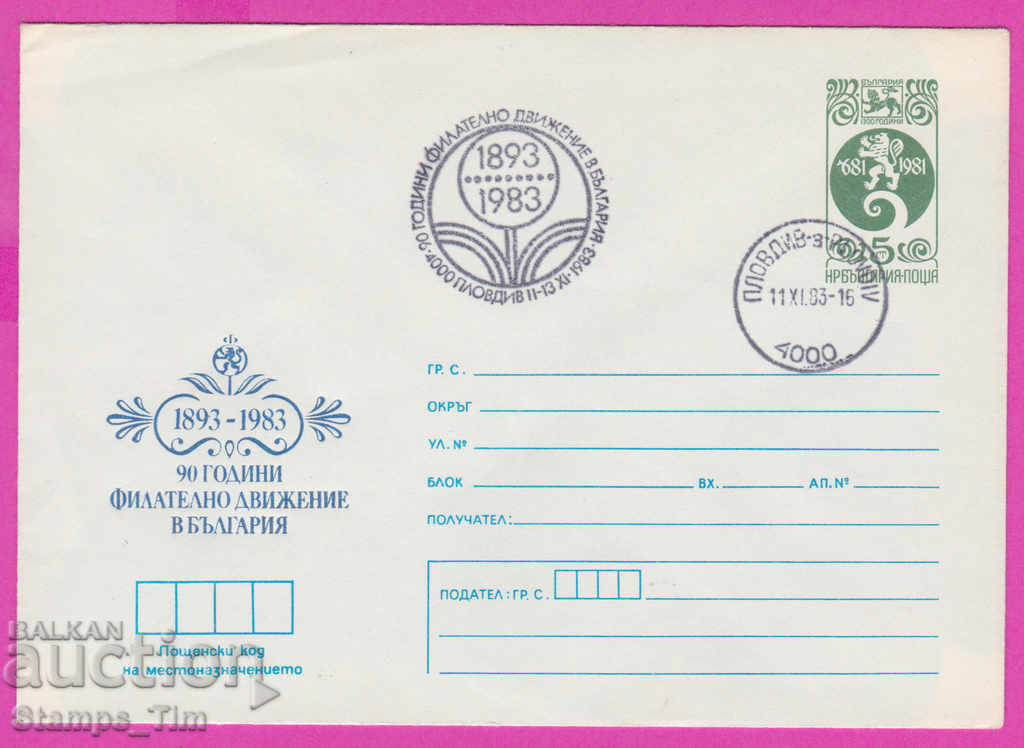 90 ГОДИНИ ФИЛАТЕЛНО ДВИЖЕНИЕ В БЪЛГАРИЯ
4000 ПЛОВДИВ 11-13 XI·1983
1893
1983
БЪЛГАРИЯ
1300 ГОДИНИ
681 1981
5
НР БЪЛГАРИЯ·ПОЩА
11 XI.83-16
4000
ГР. С.
ОКРЪГ
УЛ. №
БЛОК ВХ. АП. №
ПОЛУЧАТЕЛ:
ПОДАТЕЛ: ГР. С.
Ф
1893-1983
90 ГОДИНИ
ФИЛАТЕЛНО ДВИЖЕНИЕ
В БЪЛГАРИЯ
Пощенски код
на местоназначението
BALKAN
auction
Stamps_Tim